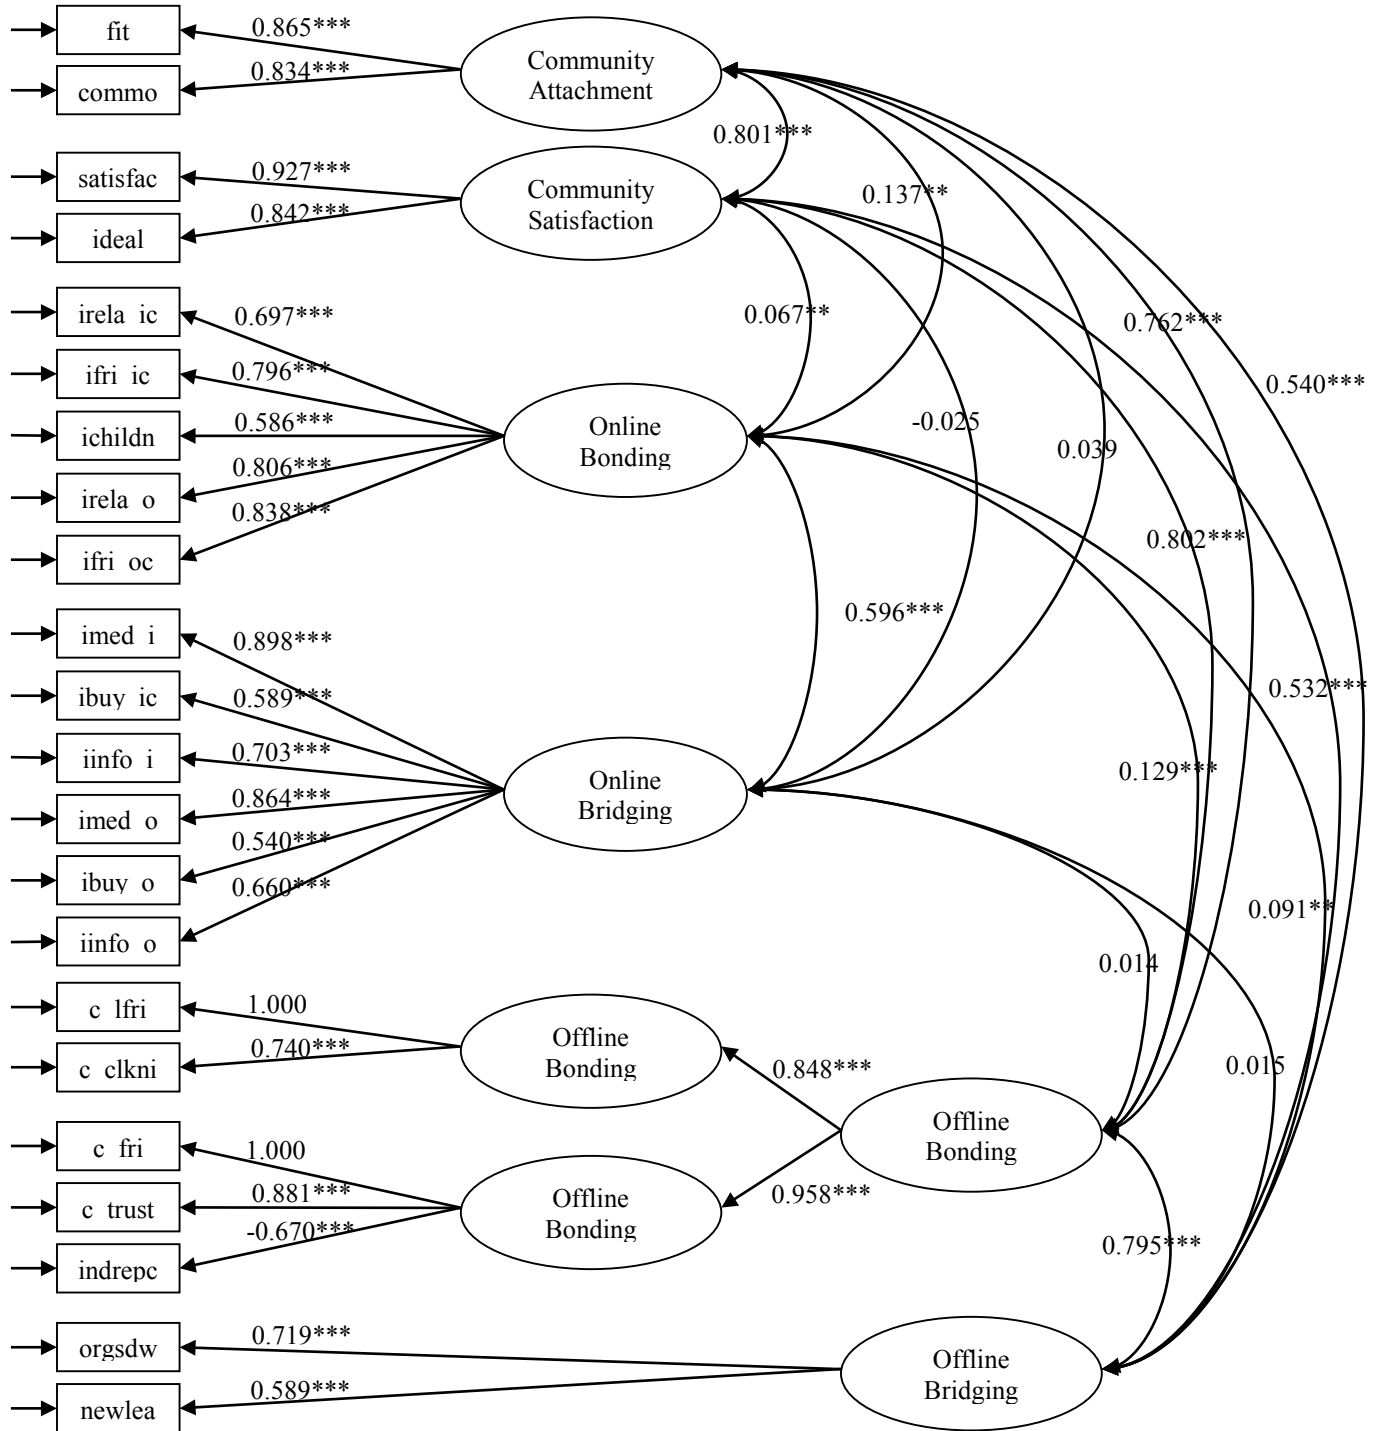 fit
0.865***
commo
0.834***
Community
Attachment
0.801***
satisfac
0.927***
ideal
0.842***
Community
Satisfaction
0.137**
irela ic
0.697***
ifri ic
0.796***
ichildn
0.586***
irela o
0.806***
ifri oc
0.838***
Online
Bonding
0.067**
-0.025
0.039
0.762***
0.540***
0.802***
0.596***
0.532***
imed i
0.898***
ibuy ic
0.589***
iinfo i
0.703***
imed o
0.864***
ibuy o
0.540***
iinfo o
0.660***
Online
Bridging
0.129***
0.091**
0.014
0.015
c lfri
1.000
c clkni
0.740***
Offline
Bonding
0.848***
c fri
1.000
c trust
0.881***
indrepc
-0.670***
Offline
Bonding
0.958***
Offline
Bonding
0.795***
orgsdw
0.719***
newlea
0.589***
Offline
Bridging